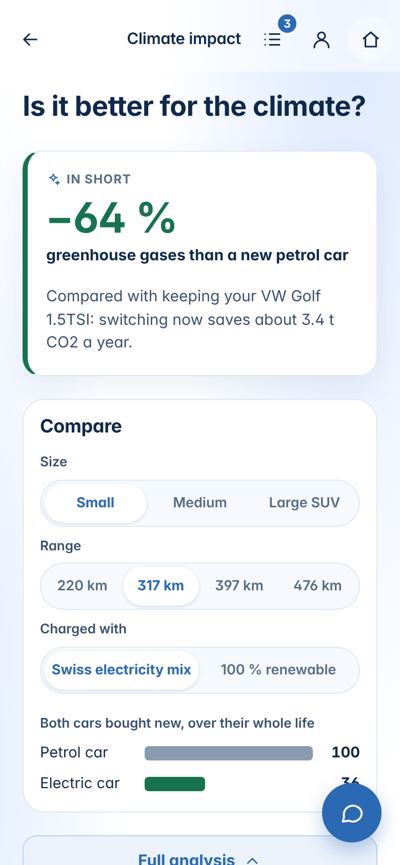 Climate impact
3
Is it better for the climate?
IN SHORT
−64 %
greenhouse gases than a new petrol car
Compared with keeping your VW Golf
1.5TSI: switching now saves about 3.4 t
CO2 a year.
Compare
Size
Small Medium Large SUV
Range
220 km 317 km 397 km 476 km
Charged with
Swiss electricity mix 100 % renewable
Both cars bought new, over their whole life
Petrol car 100
Electric car 36
Full analysis